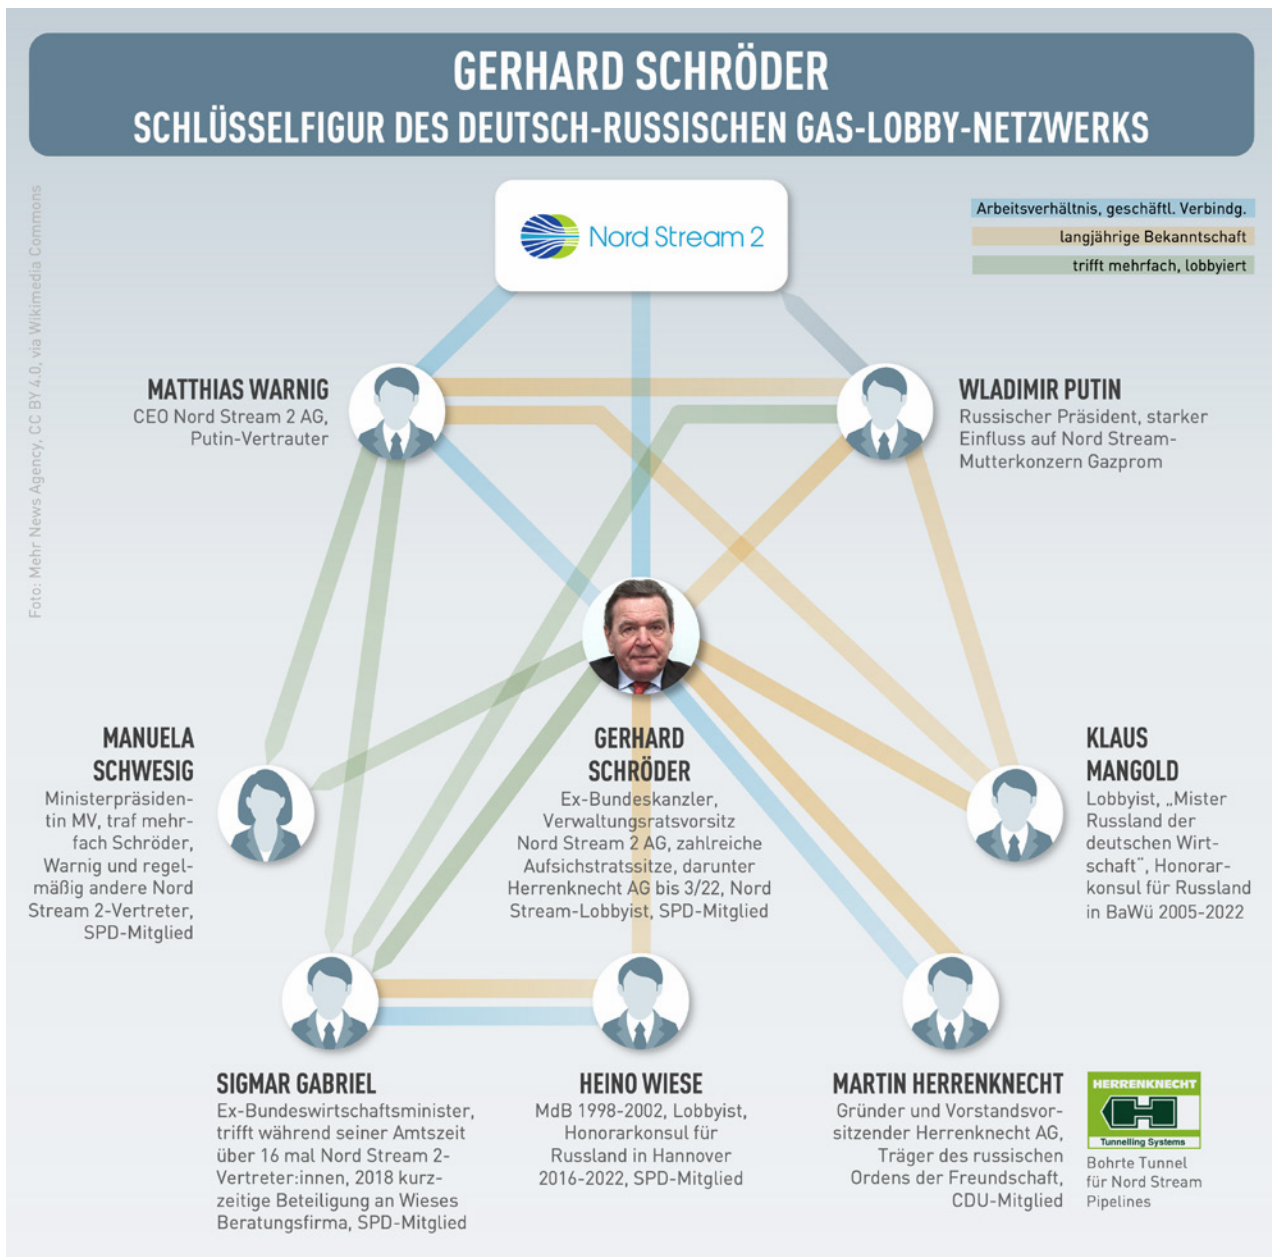 GERHARD SCHRÖDER
SCHLÜSSELFIGUR DES DEUTSCH-RUSSISCHEN GAS-LOBBY-NETZWERKS
Foto: Mehr News Agency, CC BY 4.0, via Wikimedia Commons
Nord Stream 2
Arbeitsverhältnis, geschäftl. Verbindg.
langjährige Bekanntschaft
trifft mehrfach, lobbyiert
MATTHIAS WARNIG
CEO Nord Stream 2 AG,
Putin-Vertrauter
WLADIMIR PUTIN
Russischer Präsident, starker
Einfluss auf Nord Stream-
Mutterkonzern Gazprom
MANUELA
SCHWESIG
Ministerpräsiden-
tin MV, traf mehr-
fach Schröder,
Warnig und regel-
mäßig andere Nord
Stream 2-Vertreter,
SPD-Mitglied
GERHARD
SCHRÖDER
Ex-Bundeskanzler,
Verwaltungsratsvorsitz
Nord Stream 2 AG, zahlreiche
Aufsichstratssitze, darunter
Herrenknecht AG bis 3/22, Nord
Stream-Lobbyist, SPD-Mitglied
KLAUS
MANGOLD
Lobbyist, „Mister
Russland der
deutschen Wirt-
schaft“, Honorar-
konsul für Russland
in BaWü 2005-2022
SIGMAR GABRIEL
Ex-Bundeswirtschaftsminister,
trifft während seiner Amtszeit
über 16 mal Nord Stream 2-
Vertreter:innen, 2018 kurz-
zeitige Beteiligung an Wieses
Beratungsfirma, SPD-Mitglied
HEINO WIESE
MdB 1998-2002, Lobbyist,
Honorarkonsul für
Russland in Hannover
2016-2022, SPD-Mitglied
MARTIN HERRENKNECHT
Gründer und Vorstandsvor-
sitzender Herrenknecht AG,
Träger des russischen
Ordens der Freundschaft,
CDU-Mitglied
HERRENKNECHT
Tunnelling Systems
Bohrte Tunnel
für Nord Stream
Pipelines